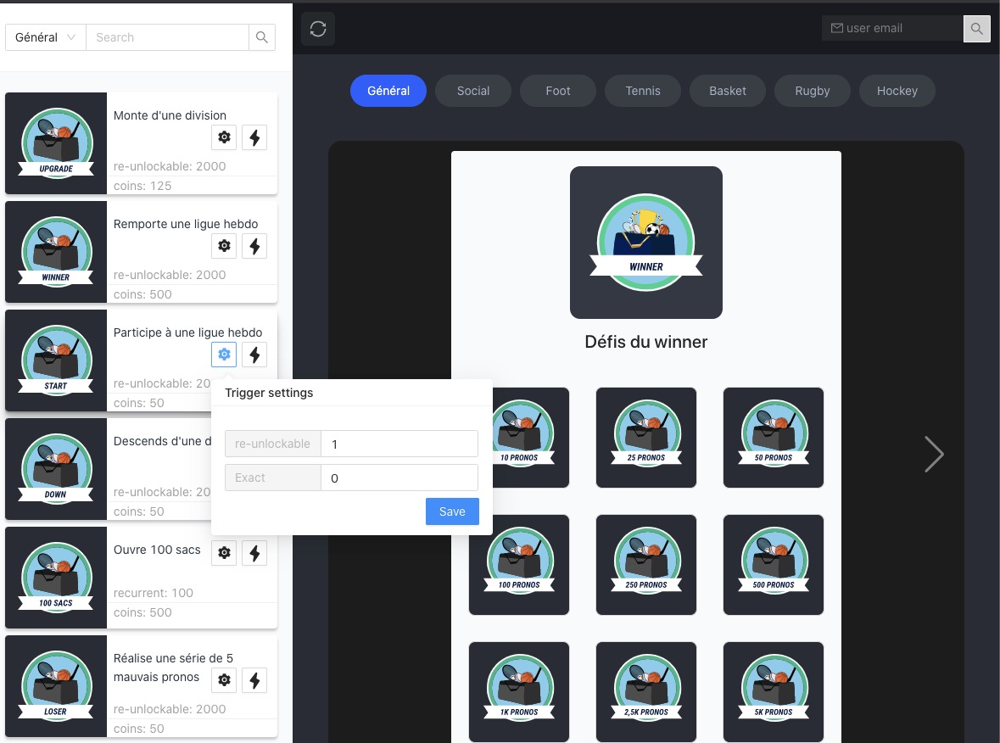 Général
Search
user email
Général
Social
Foot
Tennis
Basket
Rugby
Hockey
UPGRADE
Monte d'une division
re-unlockable: 2000
coins: 125
WINNER
Remporte une ligue hebdo
re-unlockable: 2000
coins: 500
START
Participe à une ligue hebdo
re-unlockable: 20
coins: 50
Trigger settings
re-unlockable
1
Exact
0
Save
DOWN
Descends d'une d
re-unlockable: 20
coins: 50
100 SACS
Ouvre 100 sacs
recurrent: 100
coins: 500
LOSER
Réalise une série de 5
mauvais pronos
re-unlockable: 2000
coins: 50
WINNER
Défis du winner
10 PRONOS
25 PRONOS
50 PRONOS
100 PRONOS
250 PRONOS
500 PRONOS
1K PRONOS
2,5K PRONOS
5K PRONOS